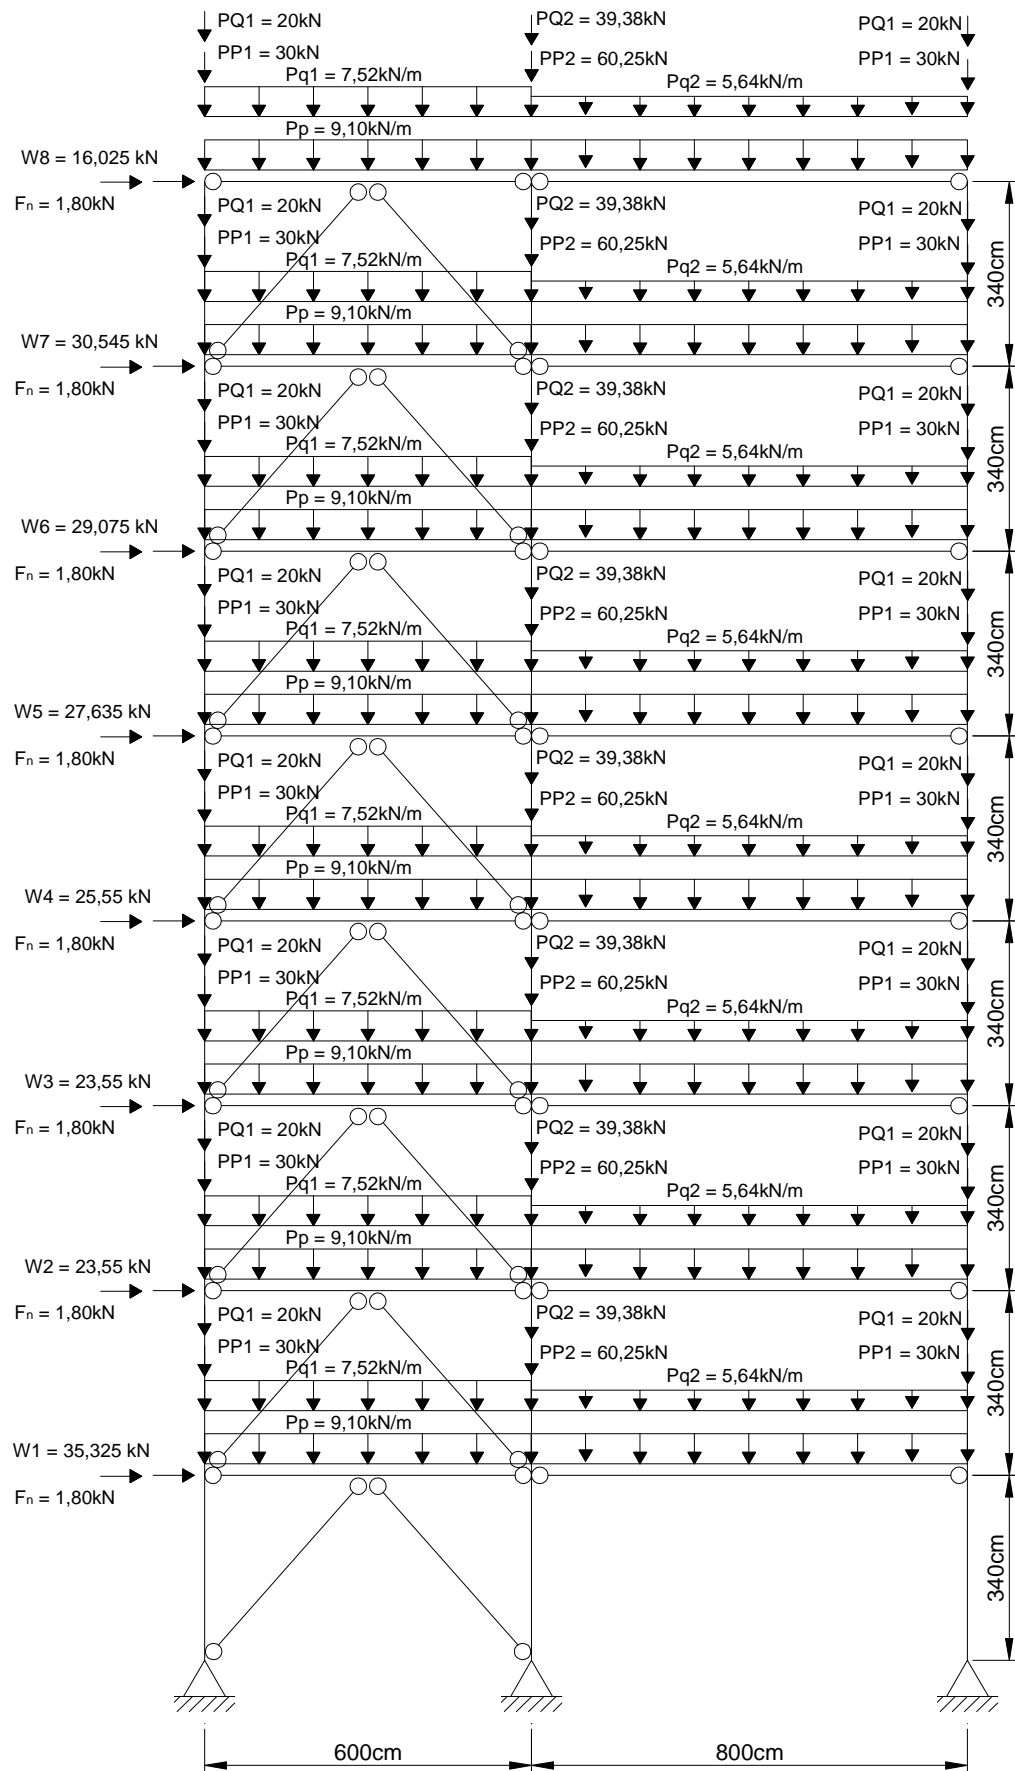 PQ1 = 20kN
PQ2 = 39,38kN
PQ1 = 20kN
PP1 = 30kN
PP2 = 60,25kN
PP1 = 30kN
Pq1 = 7,52kN/m
Pq2 = 5,64kN/m
Pp = 9,10kN/m
W8 = 16,025 kN
Fn = 1,80kN
PQ1 = 20kN
PQ2 = 39,38kN
PQ1 = 20kN
PP1 = 30kN
PP2 = 60,25kN
PP1 = 30kN
Pq1 = 7,52kN/m
Pq2 = 5,64kN/m
340cm
Pp = 9,10kN/m
W7 = 30,545 kN
Fn = 1,80kN
PQ1 = 20kN
PQ2 = 39,38kN
PQ1 = 20kN
PP1 = 30kN
PP2 = 60,25kN
PP1 = 30kN
Pq1 = 7,52kN/m
Pq2 = 5,64kN/m
340cm
Pp = 9,10kN/m
W6 = 29,075 kN
Fn = 1,80kN
PQ1 = 20kN
PQ2 = 39,38kN
PQ1 = 20kN
PP1 = 30kN
PP2 = 60,25kN
PP1 = 30kN
Pq1 = 7,52kN/m
Pq2 = 5,64kN/m
340cm
Pp = 9,10kN/m
W5 = 27,635 kN
Fn = 1,80kN
PQ1 = 20kN
PQ2 = 39,38kN
PQ1 = 20kN
PP1 = 30kN
PP2 = 60,25kN
PP1 = 30kN
Pq1 = 7,52kN/m
Pq2 = 5,64kN/m
340cm
Pp = 9,10kN/m
W4 = 25,55 kN
Fn = 1,80kN
PQ1 = 20kN
PQ2 = 39,38kN
PQ1 = 20kN
PP1 = 30kN
PP2 = 60,25kN
PP1 = 30kN
Pq1 = 7,52kN/m
Pq2 = 5,64kN/m
340cm
Pp = 9,10kN/m
W3 = 23,55 kN
Fn = 1,80kN
PQ1 = 20kN
PQ2 = 39,38kN
PQ1 = 20kN
PP1 = 30kN
PP2 = 60,25kN
PP1 = 30kN
Pq1 = 7,52kN/m
Pq2 = 5,64kN/m
340cm
Pp = 9,10kN/m
W2 = 23,55 kN
Fn = 1,80kN
PQ1 = 20kN
PQ2 = 39,38kN
PQ1 = 20kN
PP1 = 30kN
PP2 = 60,25kN
PP1 = 30kN
Pq1 = 7,52kN/m
Pq2 = 5,64kN/m
340cm
Pp = 9,10kN/m
W1 = 35,325 kN
Fn = 1,80kN
340cm
600cm
800cm